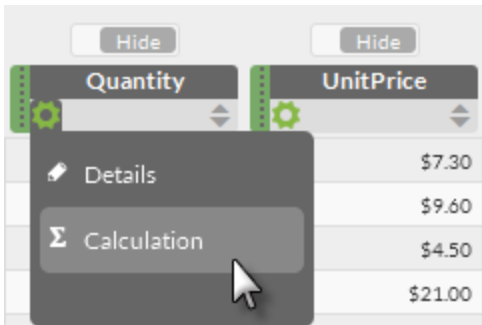 Hide Hide
Quantity UnitPrice
Details $7.30
$9.60
Σ Calculation $4.50
$21.00